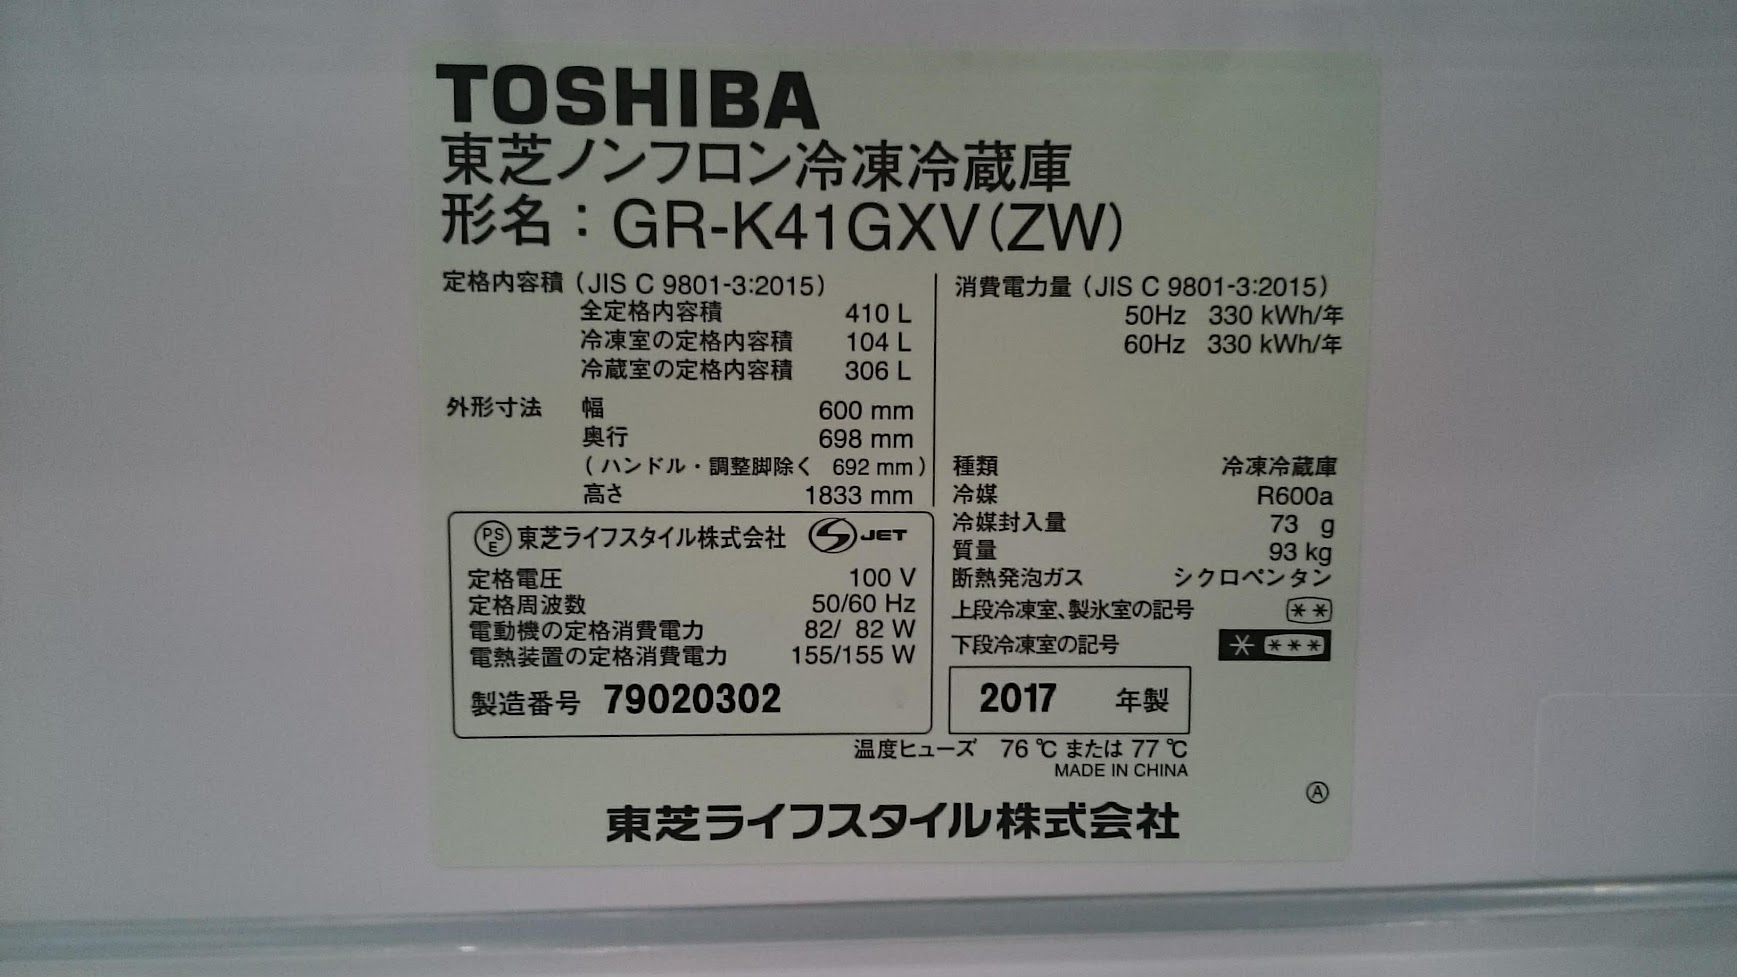 TOSHIBA
東芝ノンフロン冷凍冷蔵庫
形名：GR-K41GXV(ZW)
定格内容積（JIS C 9801-3:2015）
全定格内容積 410 L
冷凍室の定格内容積 104 L
冷蔵室の定格内容積 306 L
外形寸法 幅 600 mm
奥行 698 mm
（ハンドル・調整脚除く 692 mm）
高さ 1833 mm
消費電力量（JIS C 9801-3:2015）
50Hz 330 kWh/年
60Hz 330 kWh/年
種類 冷凍冷蔵庫
冷媒 R600a
冷媒封入量 73 g
質量 93 kg
断熱発泡ガス シクロペンタン
上段冷凍室、製氷室の記号 **
下段冷凍室の記号 * ***
PSE 東芝ライフスタイル株式会社 JET
定格電圧 100 V
定格周波数 50/60 Hz
電動機の定格消費電力 82/ 82 W
電熱装置の定格消費電力 155/155 W
製造番号 79020302
2017 年製
温度ヒューズ 76 ℃ または 77 ℃
MADE IN CHINA
Ⓐ
東芝ライフスタイル株式会社